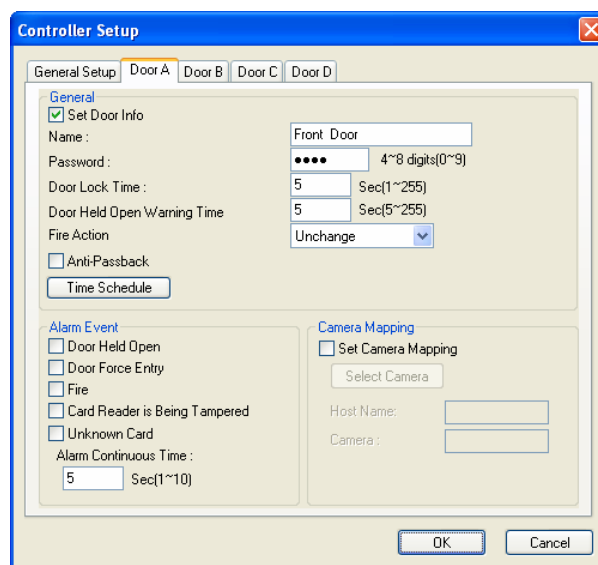 Controller Setup
General Setup Door A Door B Door C Door D
General
Set Door Info
Name : Front Door
Password : •••• 4~8 digits(0~9)
Door Lock Time : 5 Sec(1~255)
Door Held Open Warning Time 5 Sec(5~255)
Fire Action Unchange
Anti-Passback
Time Schedule
Alarm Event
Door Held Open
Door Force Entry
Fire
Card Reader is Being Tampered
Unknown Card
Alarm Continuous Time :
5 Sec(1~10)
Camera Mapping
Set Camera Mapping
Select Camera
Host Name:
Camera :
OK Cancel